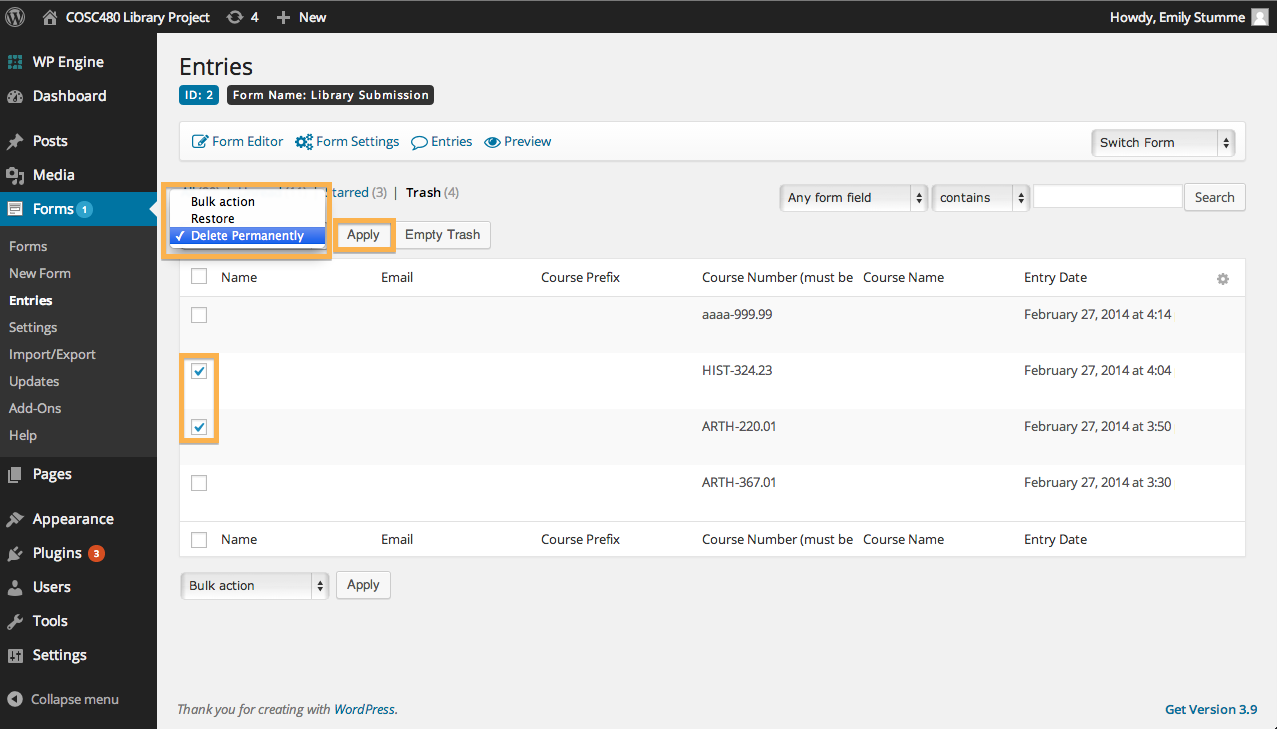 COSC480 Library Project 4 New Howdy, Emily Stumme
WP Engine
Dashboard
Posts
Media
Forms 1
Forms
New Form
Entries
Settings
Import/Export
Updates
Add-Ons
Help
Pages
Appearance
Plugins 3
Users
Tools
Settings
Collapse menu
Entries
ID: 2 Form Name: Library Submission
Form Editor Form Settings Entries Preview Switch Form
(3) | Trash (4) Any form field contains Search
Bulk action
Restore
✓ Delete Permanently Apply Empty Trash
Name Email Course Prefix Course Number (must be Course Name Entry Date
aaaa-999.99 February 27, 2014 at 4:14
HIST-324.23 February 27, 2014 at 4:04
ARTH-220.01 February 27, 2014 at 3:50
ARTH-367.01 February 27, 2014 at 3:30
Name Email Course Prefix Course Number (must be Course Name Entry Date
Bulk action Apply
Thank you for creating with WordPress. Get Version 3.9